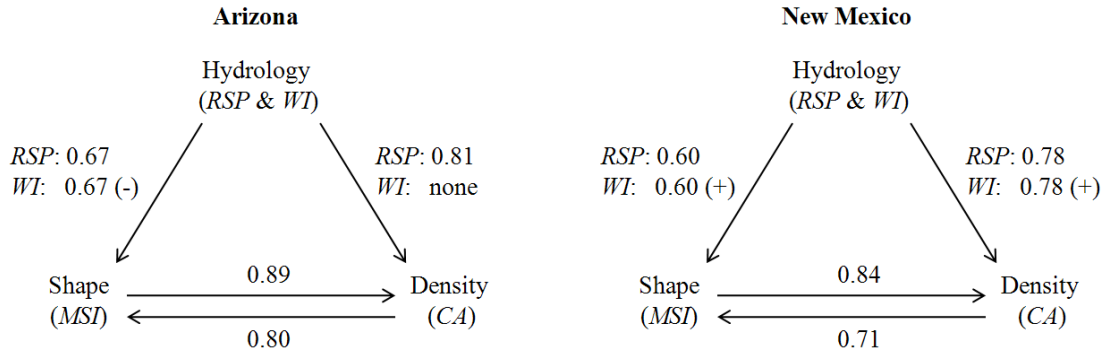 Arizona
Hydrology
(RSP & WI)
RSP: 0.67
WI: 0.67 (-)
RSP: 0.81
WI: none
Shape
(MSI)
0.89
0.80
Density
(CA)
New Mexico
Hydrology
(RSP & WI)
RSP: 0.60
WI: 0.60 (+)
RSP: 0.78
WI: 0.78 (+)
Shape
(MSI)
0.84
0.71
Density
(CA)